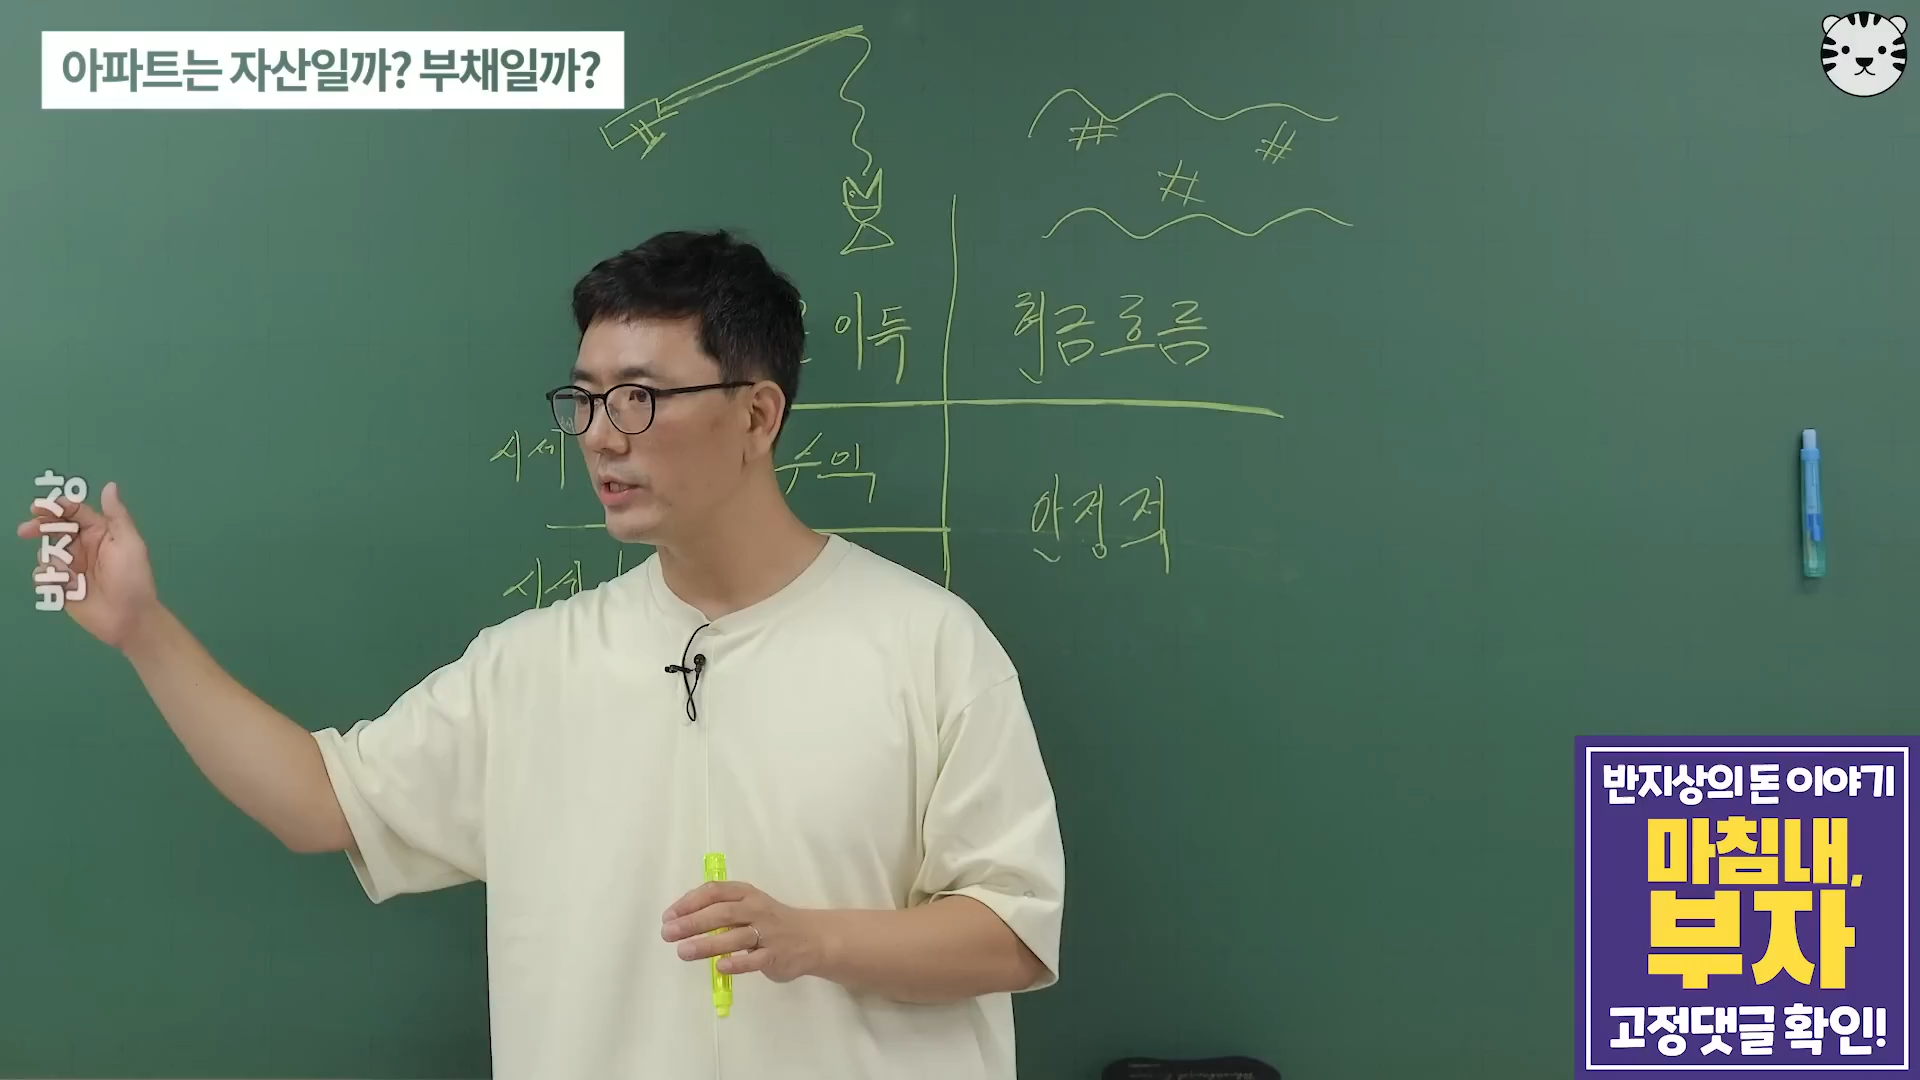 아파트는 자산일까? 부채일까?
이득
현금흐름
시세
수익
안정적
시세
반지상
반지상의 돈 이야기
마침내,
부자
고정댓글 확인!